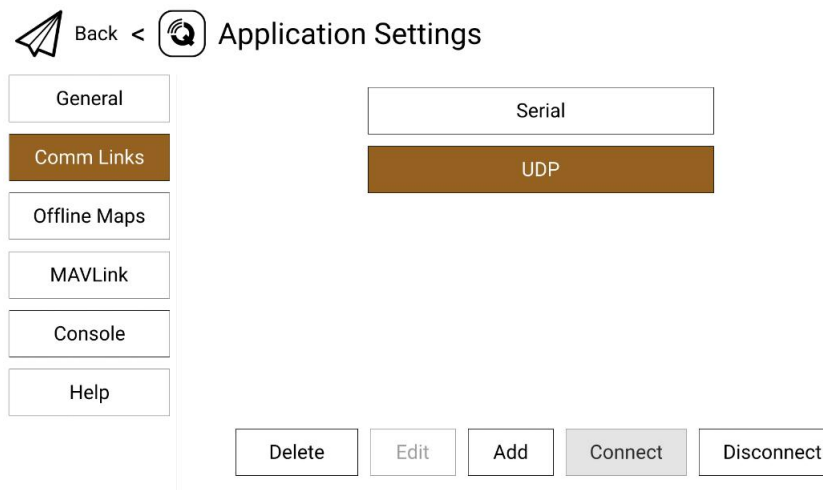 Back < Application Settings
General
Comm Links
Offline Maps
MAVLink
Console
Help
Serial
UDP
Delete Edit Add Connect Disconnect